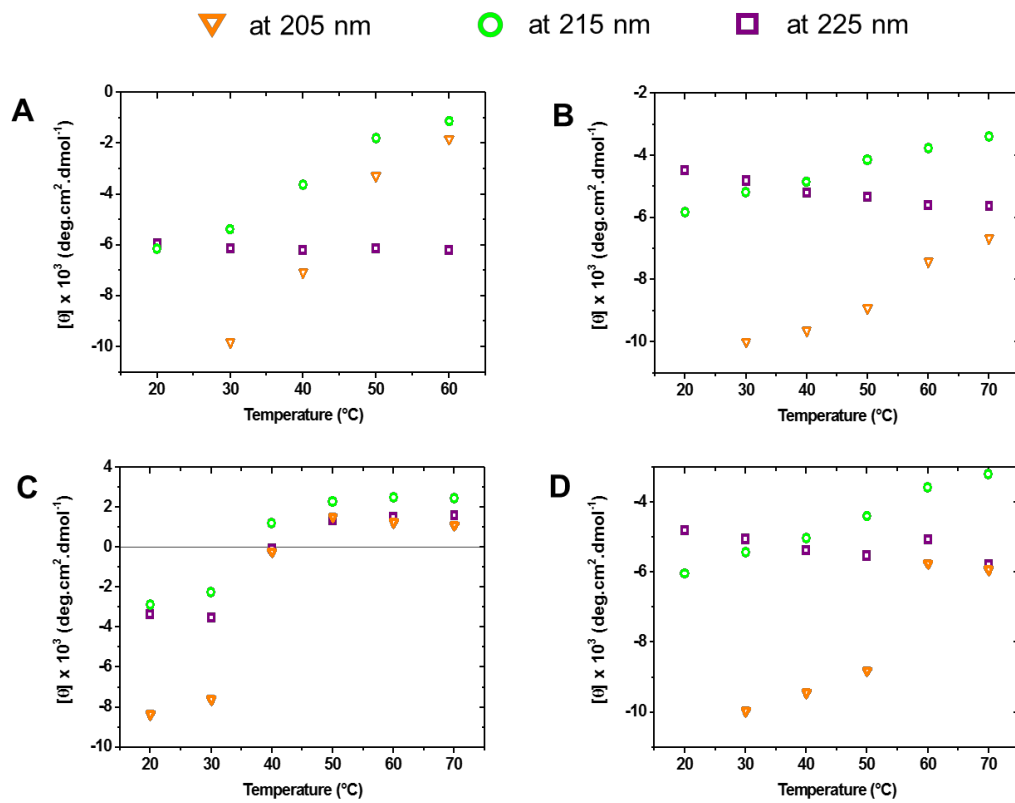 at 205 nm at 215 nm at 225 nm
A
[θ] x 10³ (deg.cm².dmol⁻¹)
0
-2
-4
-6
-8
-10
20 30 40 50 60
Temperature (°C)
B
[θ] x 10³ (deg.cm².dmol⁻¹)
-2
-4
-6
-8
-10
20 30 40 50 60 70
Temperature (°C)
C
[θ] x 10³ (deg.cm².dmol⁻¹)
4
2
0
-2
-4
-6
-8
-10
20 30 40 50 60 70
Temperature (°C)
D
[θ] x 10³ (deg.cm².dmol⁻¹)
-4
-6
-8
-10
20 30 40 50 60 70
Temperature (°C)